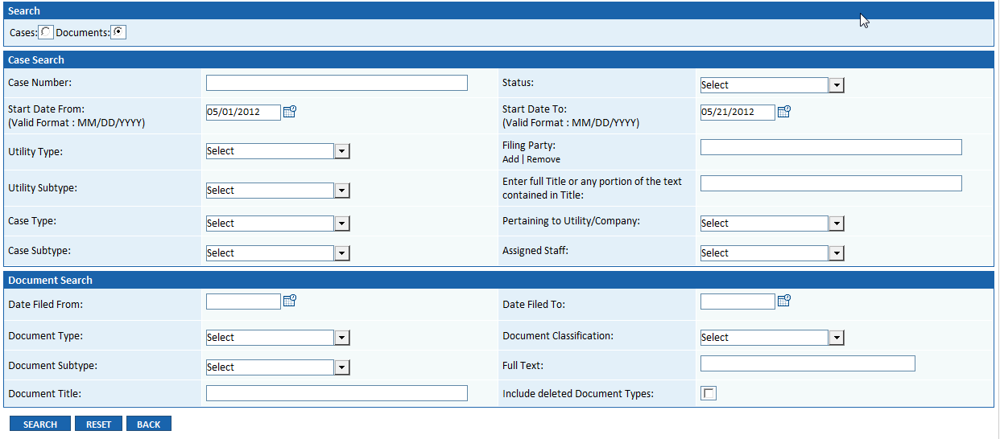 Search
Cases: Documents:
Case Search
Case Number: Status: Select
Start Date From: Start Date To:
(Valid Format : MM/DD/YYYY) 05/01/2012 (Valid Format : MM/DD/YYYY) 05/21/2012
Utility Type: Select Filing Party:
Add | Remove
Utility Subtype: Select Enter full Title or any portion of the text
contained in Title:
Case Type: Select Pertaining to Utility/Company: Select
Case Subtype: Select Assigned Staff: Select
Document Search
Date Filed From: Date Filed To:
Document Type: Select Document Classification: Select
Document Subtype: Select Full Text:
Document Title: Include deleted Document Types:
SEARCH RESET BACK